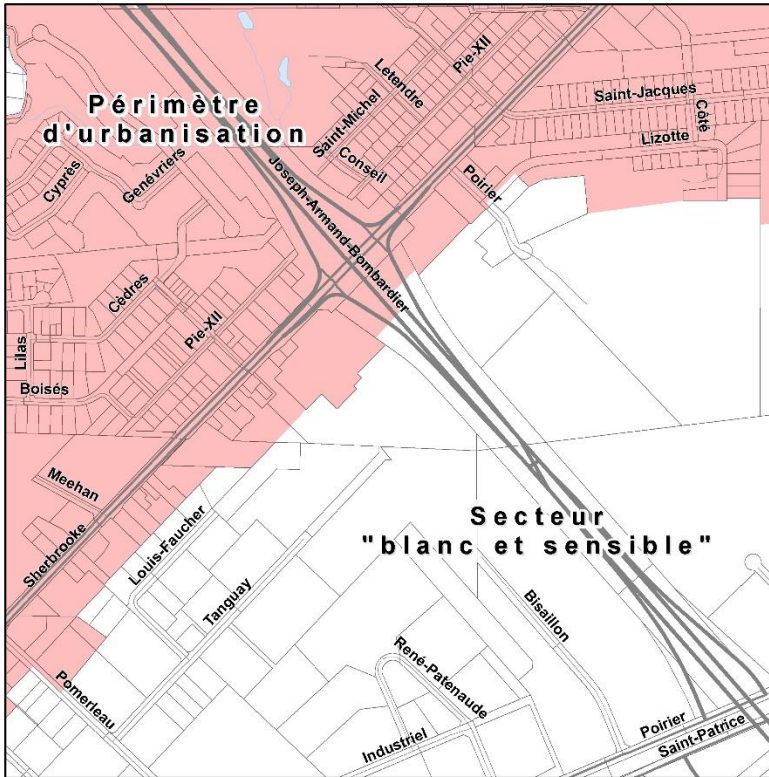 Périmètre
d'urbanisation
Letendre
Pie-XII
Saint-Michel
Conseil
Saint-Jacques
Côté
Lizotte
Cyprès
Genévriers
Joseph-Armand-Bombardier
Poirier
Cèdres
Pie-XII
Lilas
Boisés
Meehan
Sherbrooke
Louis-Faucher
Tanguay
Secteur
"blanc et sensible"
Bisaillon
René-Patenaude
Pomerleau
Industriel
Poirier
Saint-Patrice